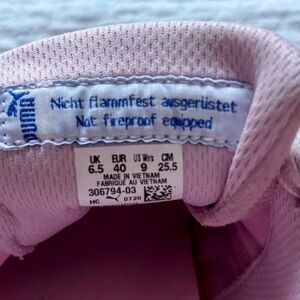 PUMA
Nicht flammfest ausgerüstet
Not fireproof equipped
UK EUR US Wns CM
6.5 40 9 25.5
MADE IN VIETNAM
FABRIQUÉ AU VIETNAM
306794-03
HC 0720